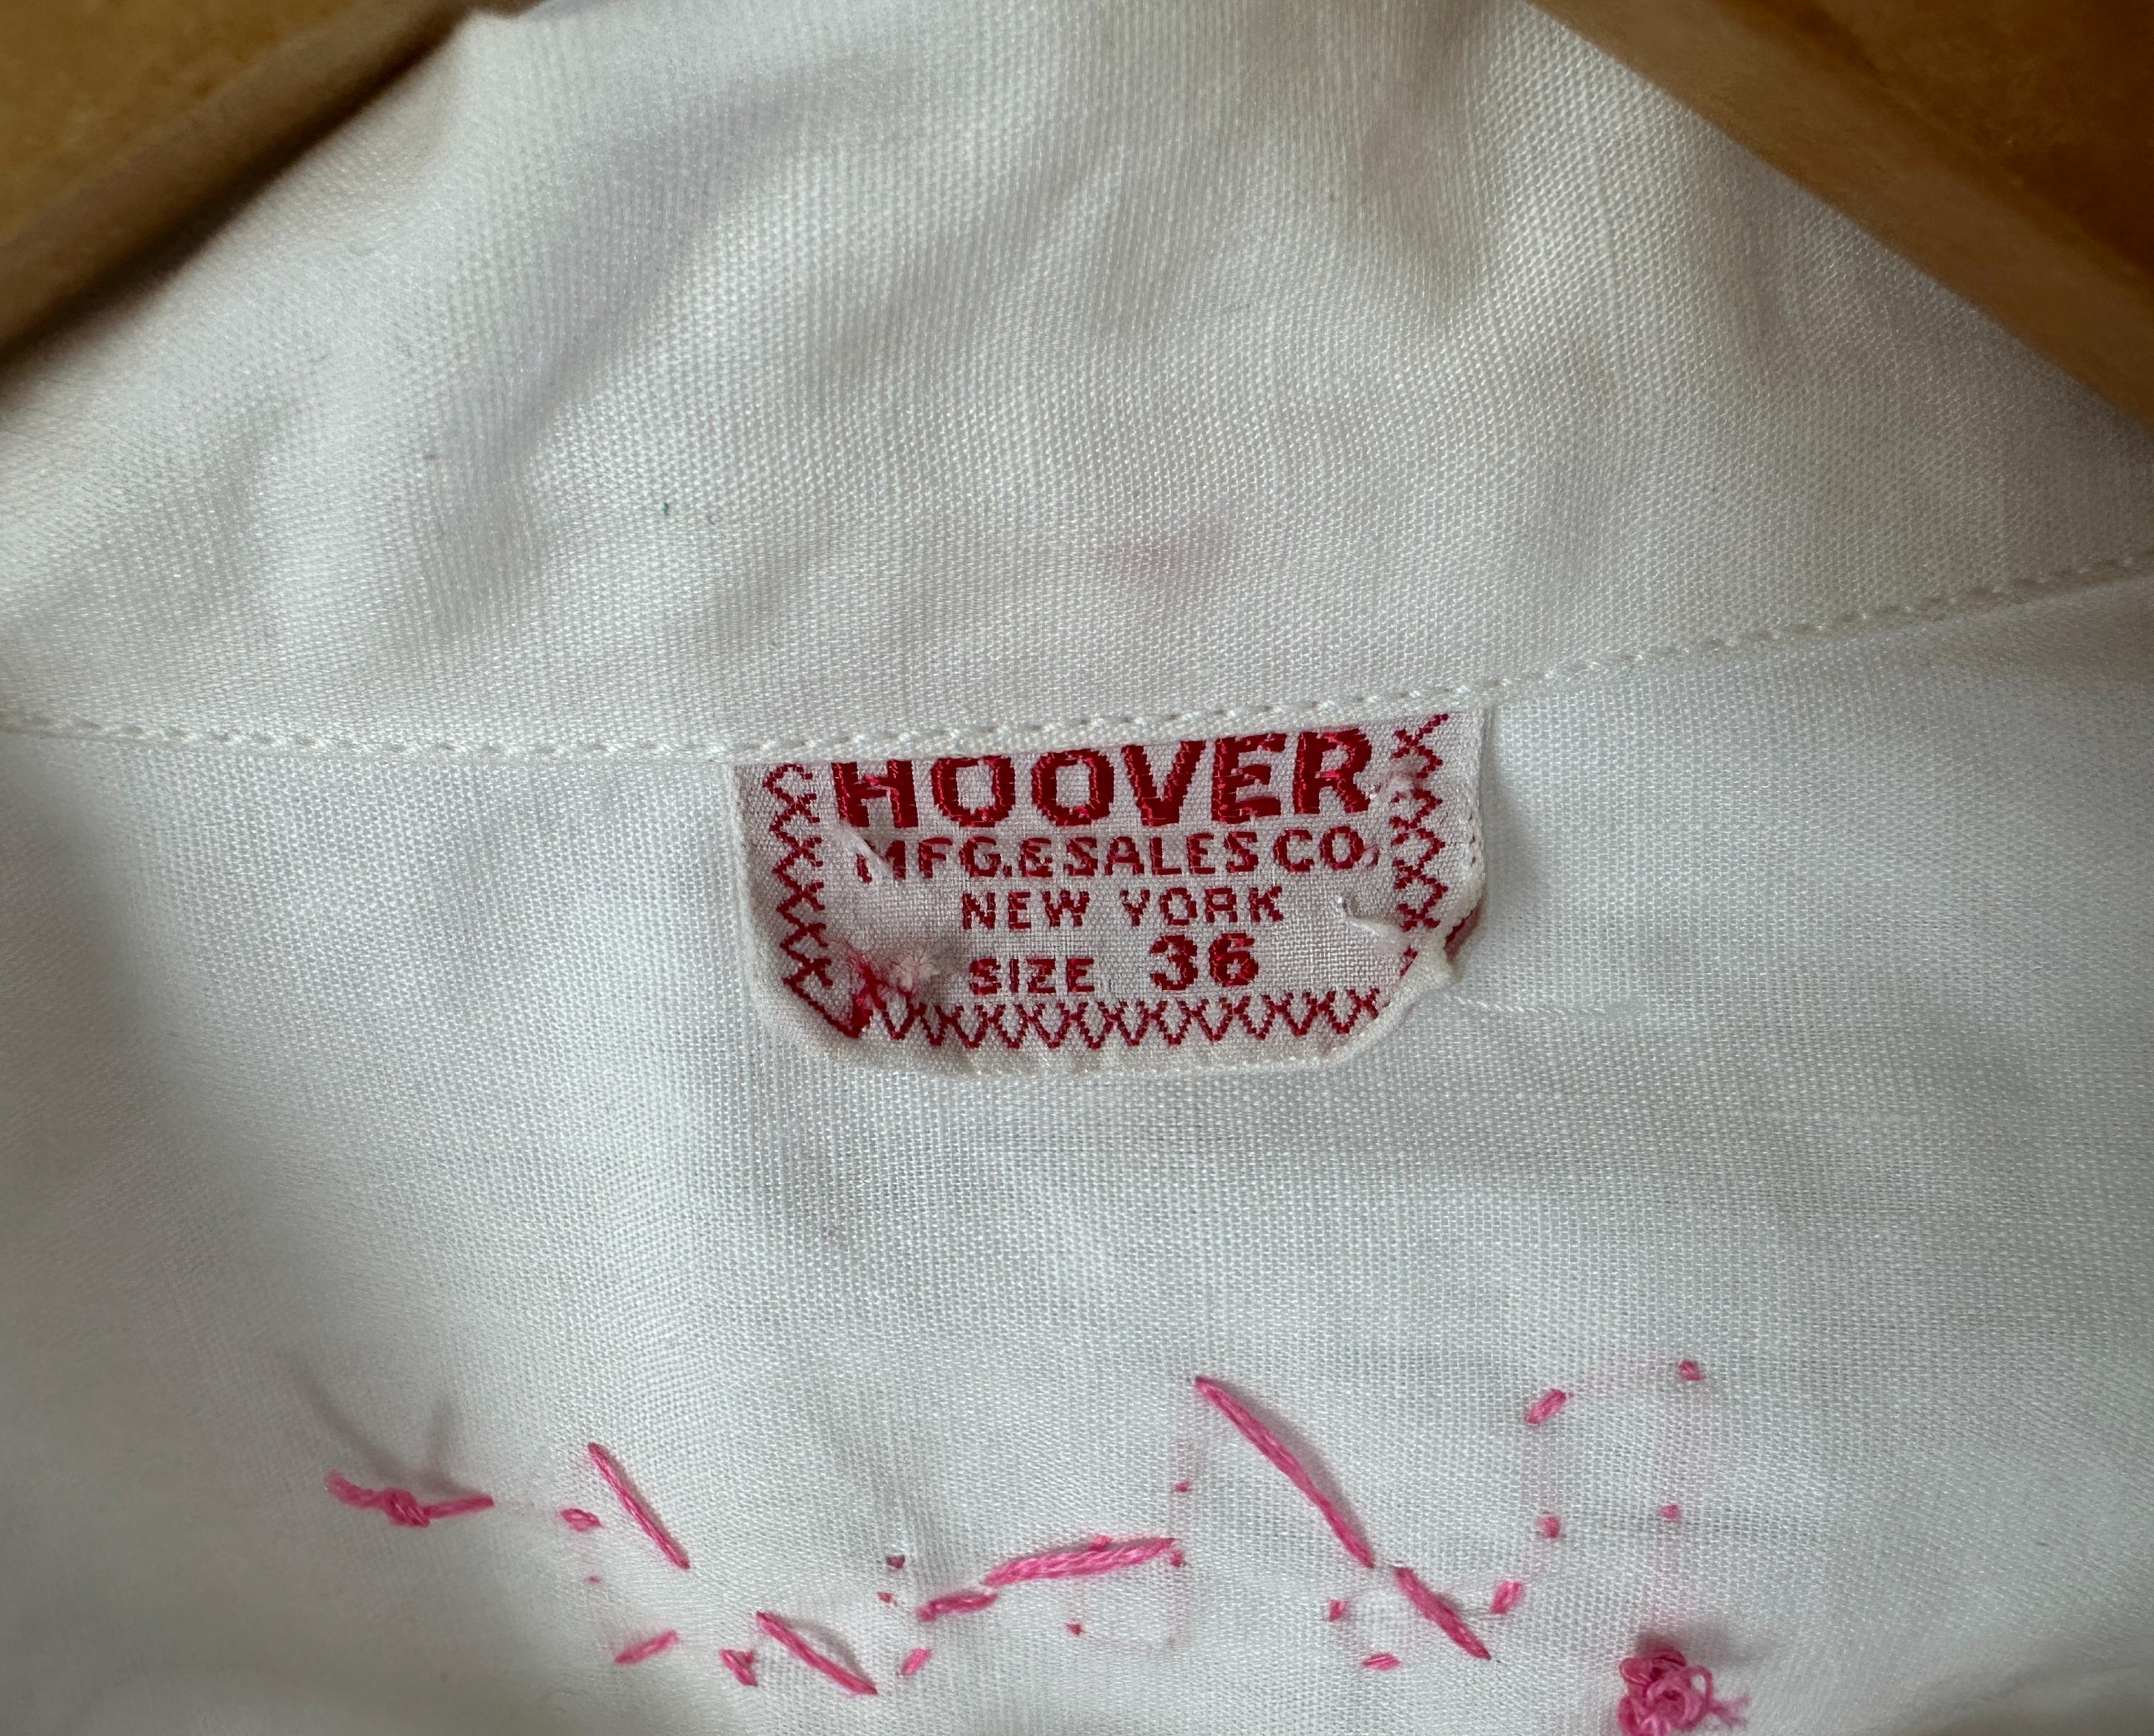 HOOVER
MFG.&SALES CO.
NEW YORK
SIZE 36